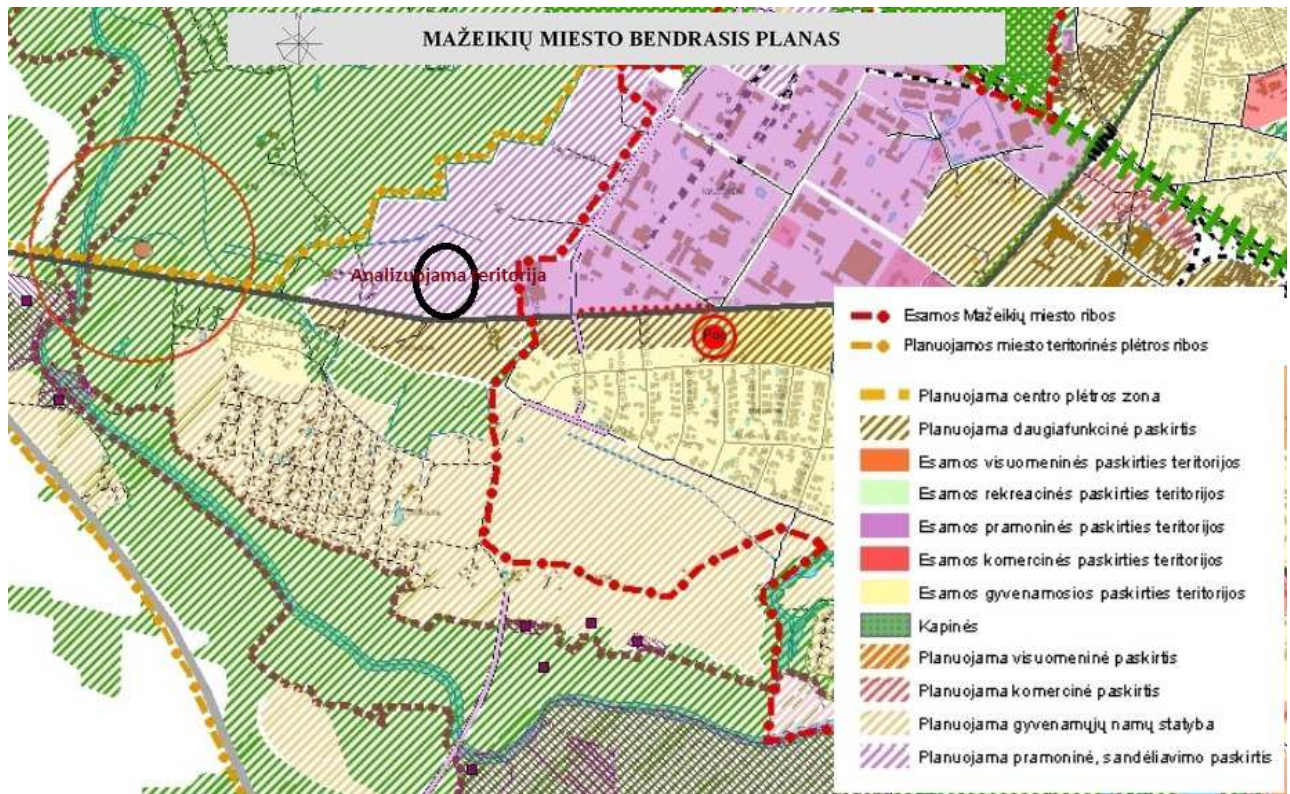 N
MAŽEIKIŲ MIESTO BENDRASIS PLANAS
Analizuojama teritorija
Esamos Mažeikių miesto ribos
Planuojamos miesto teritorinės plėtros ribos
Planuojama centro plėtros zona
Planuojama daugiafunkcinė paskirtis
Esamos visuomeninės paskirties teritorijos
Esamos rekreacinės paskirties teritorijos
Esamos pramoninės paskirties teritorijos
Esamos komercinės paskirties teritorijos
Esamos gyvenamosios paskirties teritorijos
Kapinės
Planuojama visuomeninė paskirtis
Planuojama komercinė paskirtis
Planuojama gyvenamųjų namų statyba
Planuojama pramoninė, sandėliavimo paskirtis